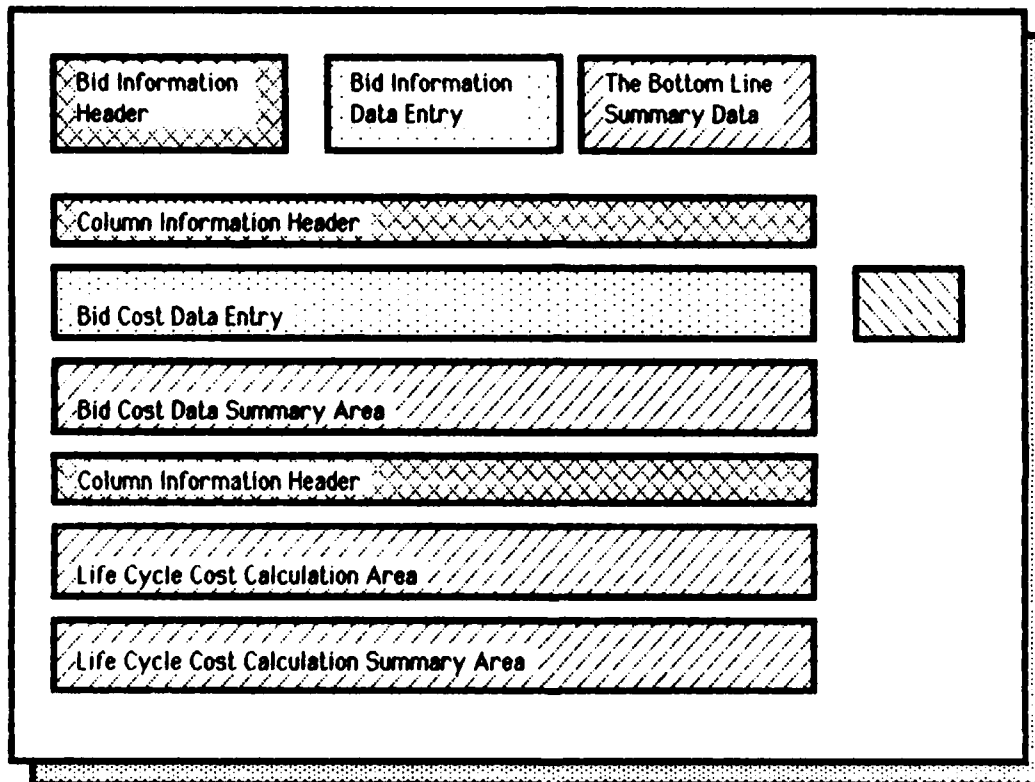 Bid Information
Header
Bid Information
Data Entry
The Bottom Line
Summary Data
Column Information Header
Bid Cost Data Entry
Bid Cost Data Summary Area
Column Information Header
Life Cycle Cost Calculation Area
Life Cycle Cost Calculation Summary Area